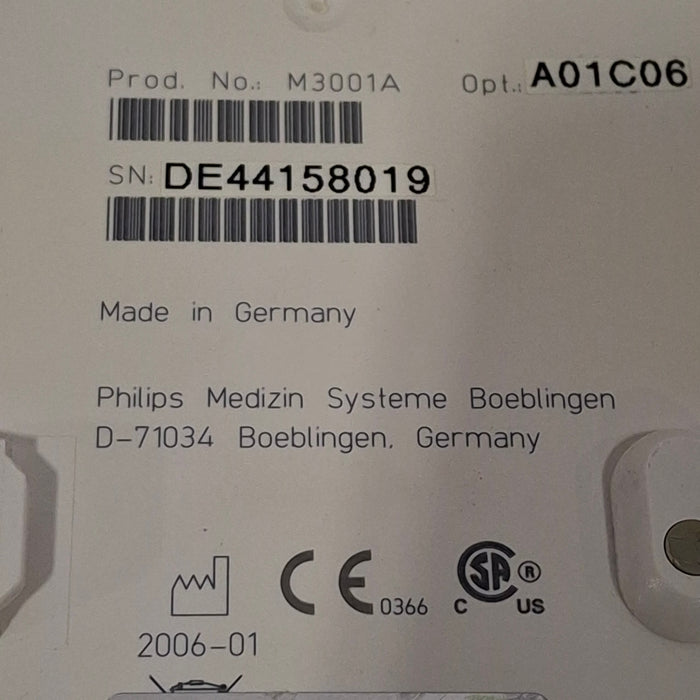 Prod. No.: M3001A Opt.: A01C06
SN: DE44158019
Made in Germany
Philips Medizin Systeme Boeblingen
D-71034 Boeblingen, Germany
CE 0366 SA ® C US
2006-01